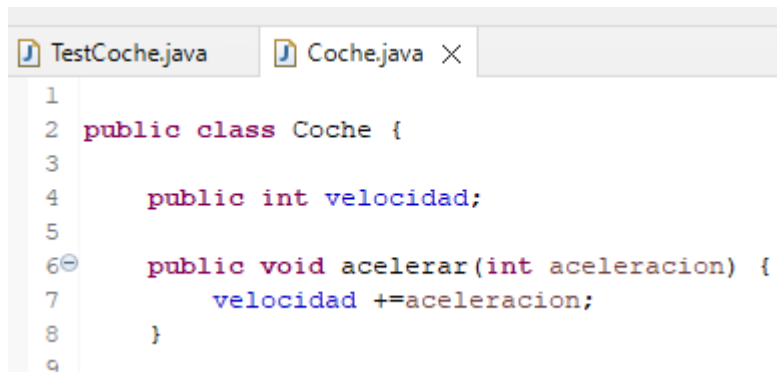 TestCoche.java Coche.java
1
2 public class Coche {
3
4 public int velocidad;
5
6 public void acelerar(int aceleracion) {
7 velocidad +=aceleracion;
8 }
9